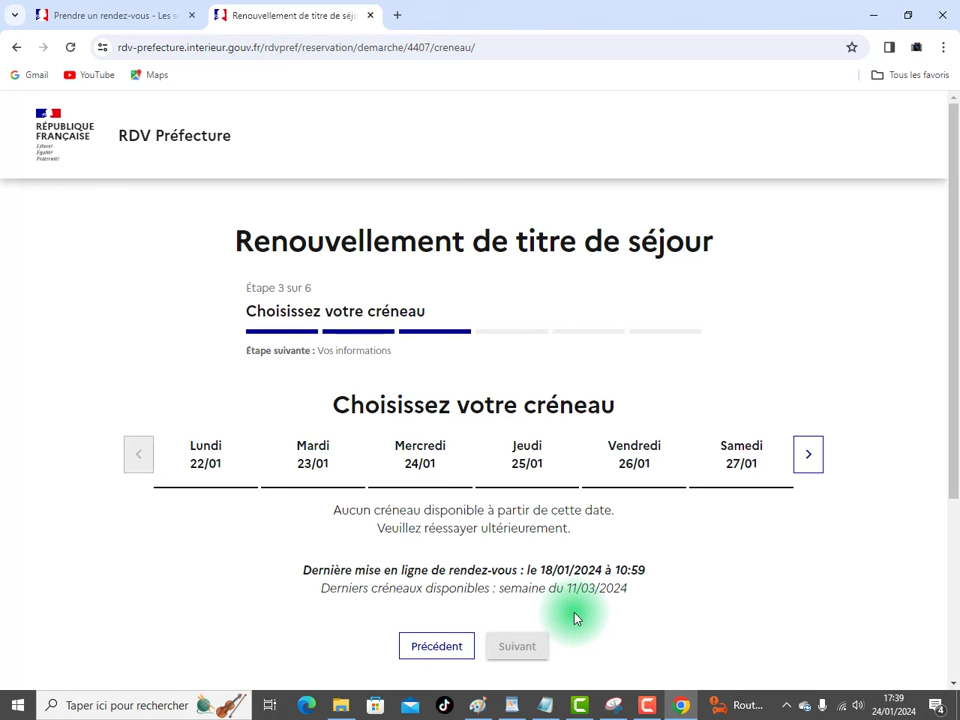 Prendre un rendez-vous - Les s
Renouvellement de titre de séjo
rdv-prefecture.interieur.gouv.fr/rdvpref/reservation/demarche/4407/creneau/
Gmail
YouTube
Maps
Tous les favoris
RÉPUBLIQUE
FRANÇAISE
Liberté
Égalité
Fraternité
RDV Préfecture
Renouvellement de titre de séjour
Étape 3 sur 6
Choisissez votre créneau
Étape suivante : Vos informations
Choisissez votre créneau
Lundi
22/01
Mardi
23/01
Mercredi
24/01
Jeudi
25/01
Vendredi
26/01
Samedi
27/01
Aucun créneau disponible à partir de cette date.
Veuillez réessayer ultérieurement.
Dernière mise en ligne de rendez-vous : le 18/01/2024 à 10:59
Derniers créneaux disponibles : semaine du 11/03/2024
Précédent
Suivant
Taper ici pour rechercher
Rout...
17:39
24/01/2024
4